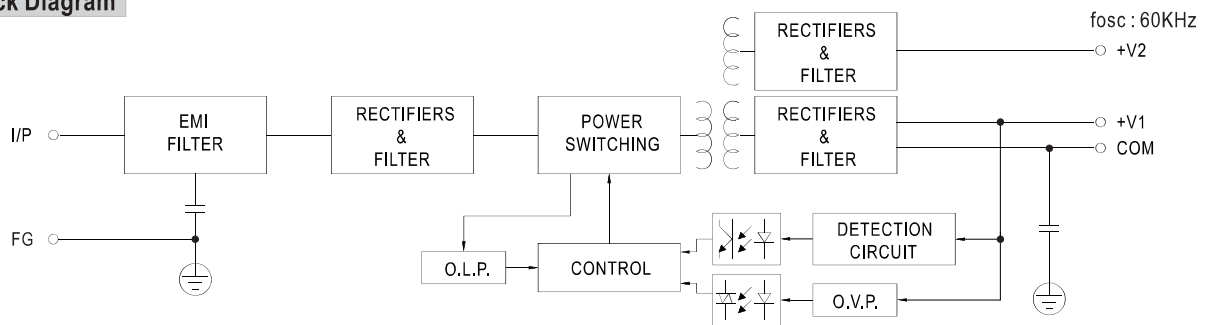 ck Diagram
fosc : 60KHz
RECTIFIERS
&
FILTER
+V2
I/P
EMI
FILTER
RECTIFIERS
&
FILTER
POWER
SWITCHING
RECTIFIERS
&
FILTER
+V1
COM
FG
O.L.P.
CONTROL
DETECTION
CIRCUIT
O.V.P.